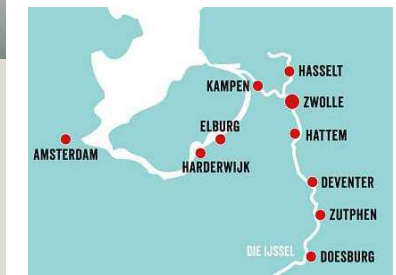 HASSELT
KAMPEN
ZWOLLE
ELBURG
HATTEM
AMSTERDAM
HARDERWIJK
DEVENTER
ZUTPHEN
DIE IJSSEL
DOESBURG